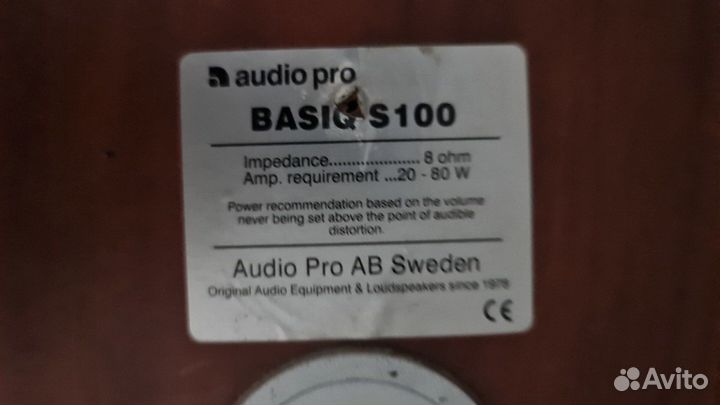 audio pro
BASIQ S100
Impedance.................... 8 ohm
Amp. requirement ...20 - 80 W
Power recommendation based on the volume
never being set above the point of audible
distortion.
Audio Pro AB Sweden
Original Audio Equipment & Loudspeakers since 1978
CE
Avito